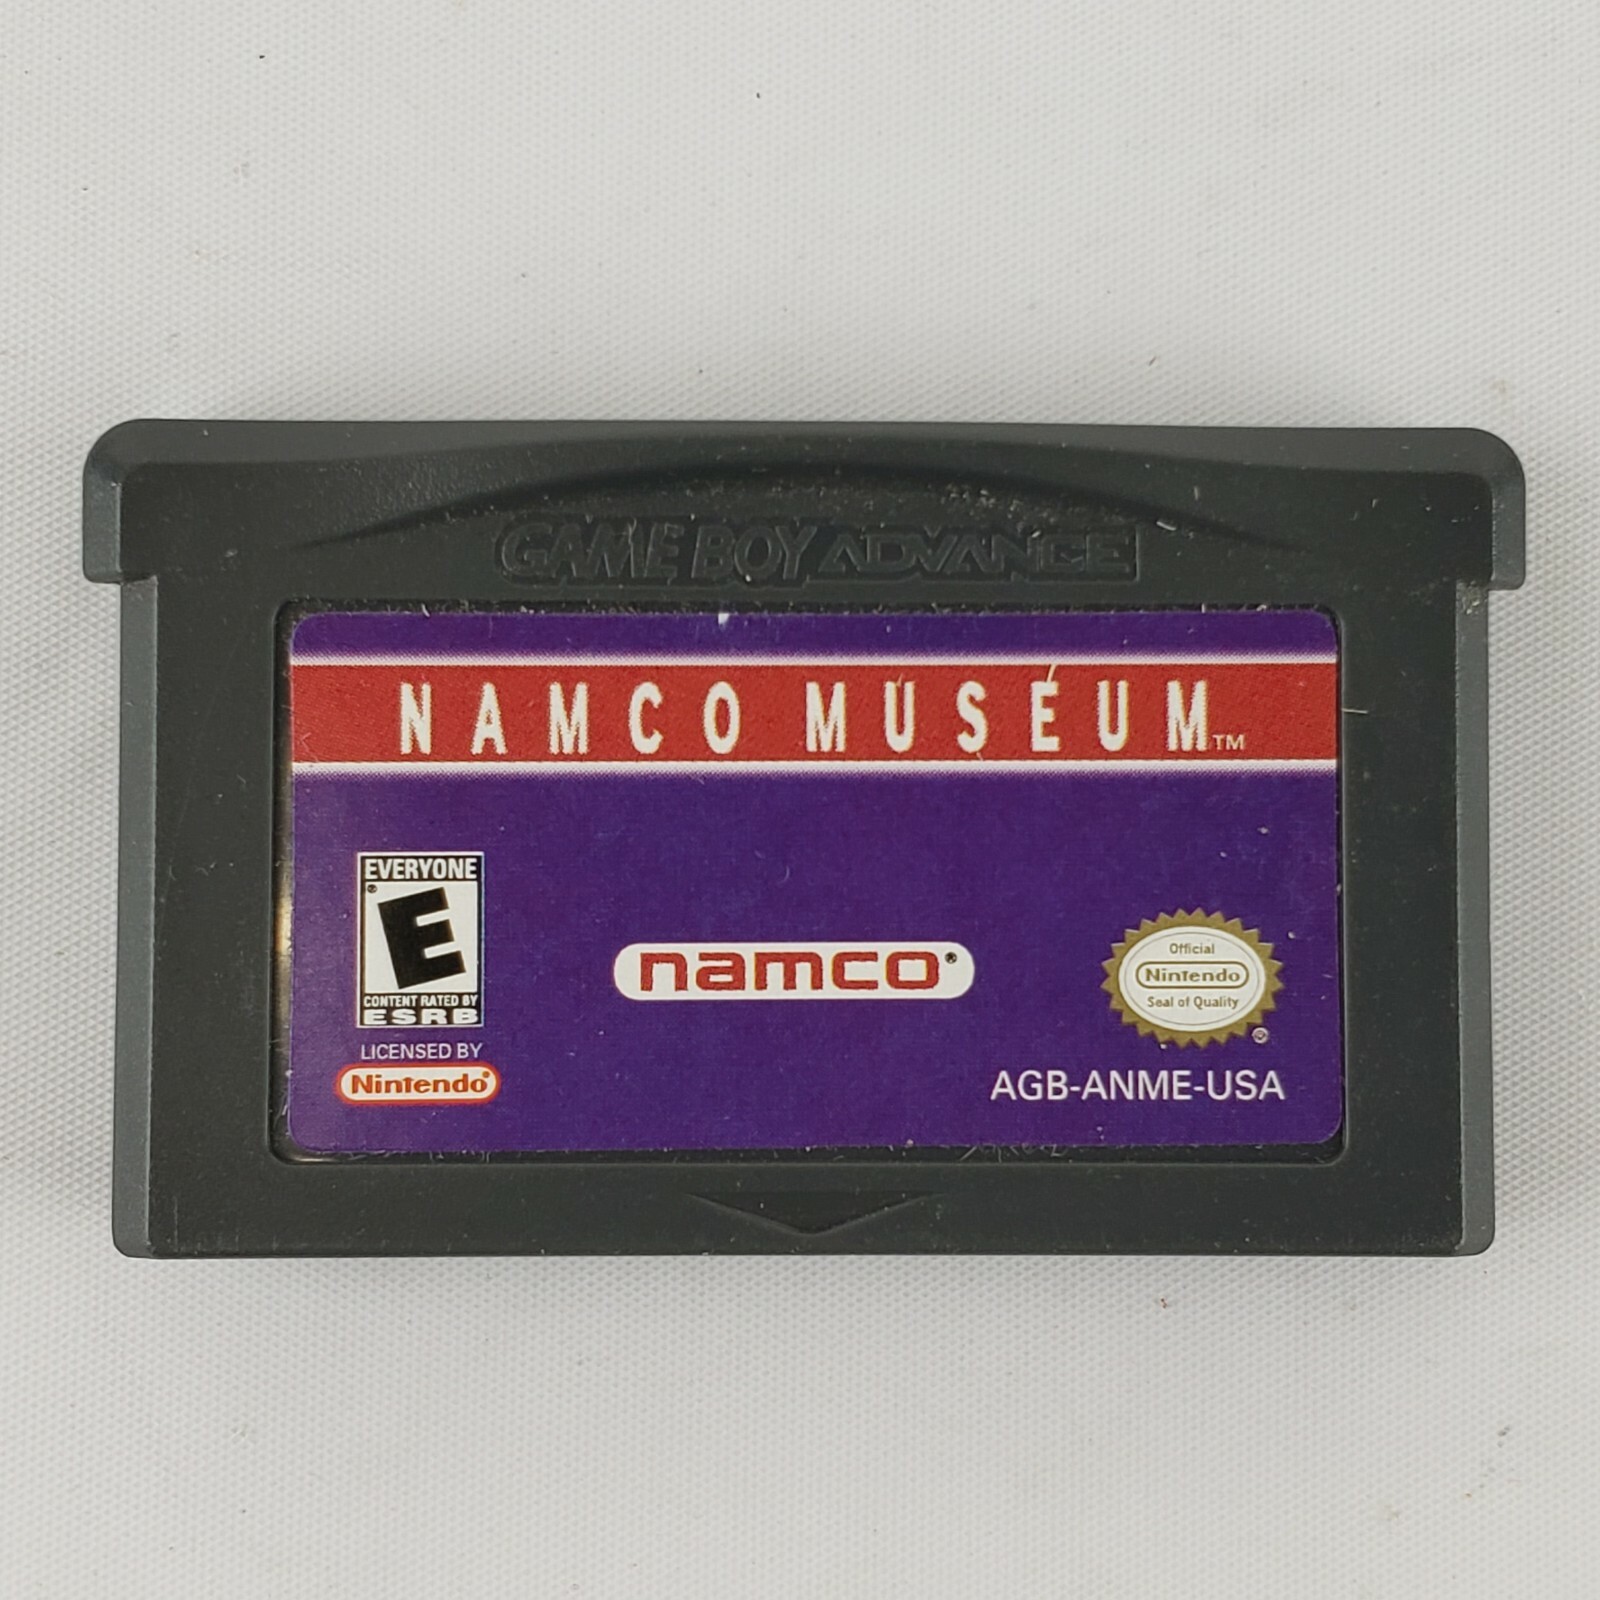 GAME BOY ADVANCE
NAMCO MUSEUM™
EVERYONE
®
E
CONTENT RATED BY
ESRB
LICENSED BY
Nintendo®
namco®
Official
Nintendo
Seal of Quality
®
AGB-ANME-USA